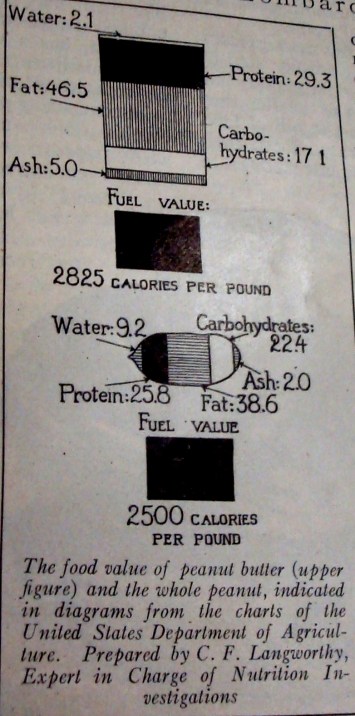 Water: 2.1
Protein: 29.3
Fat: 46.5
Carbo-
hydrates: 17 1
Ash: 5.0
FUEL VALUE:
2825 CALORIES PER POUND
Water: 9.2
Carbohydrates:
22.4
Ash: 2.0
Protein: 25.8
Fat: 38.6
FUEL VALUE
2500 CALORIES
PER POUND
The food value of peanut butter (upper
figure) and the whole peanut, indicated
in diagrams from the charts of the
United States Department of Agricul-
ture. Prepared by C. F. Langworthy,
Expert in Charge of Nutrition In-
vestigations